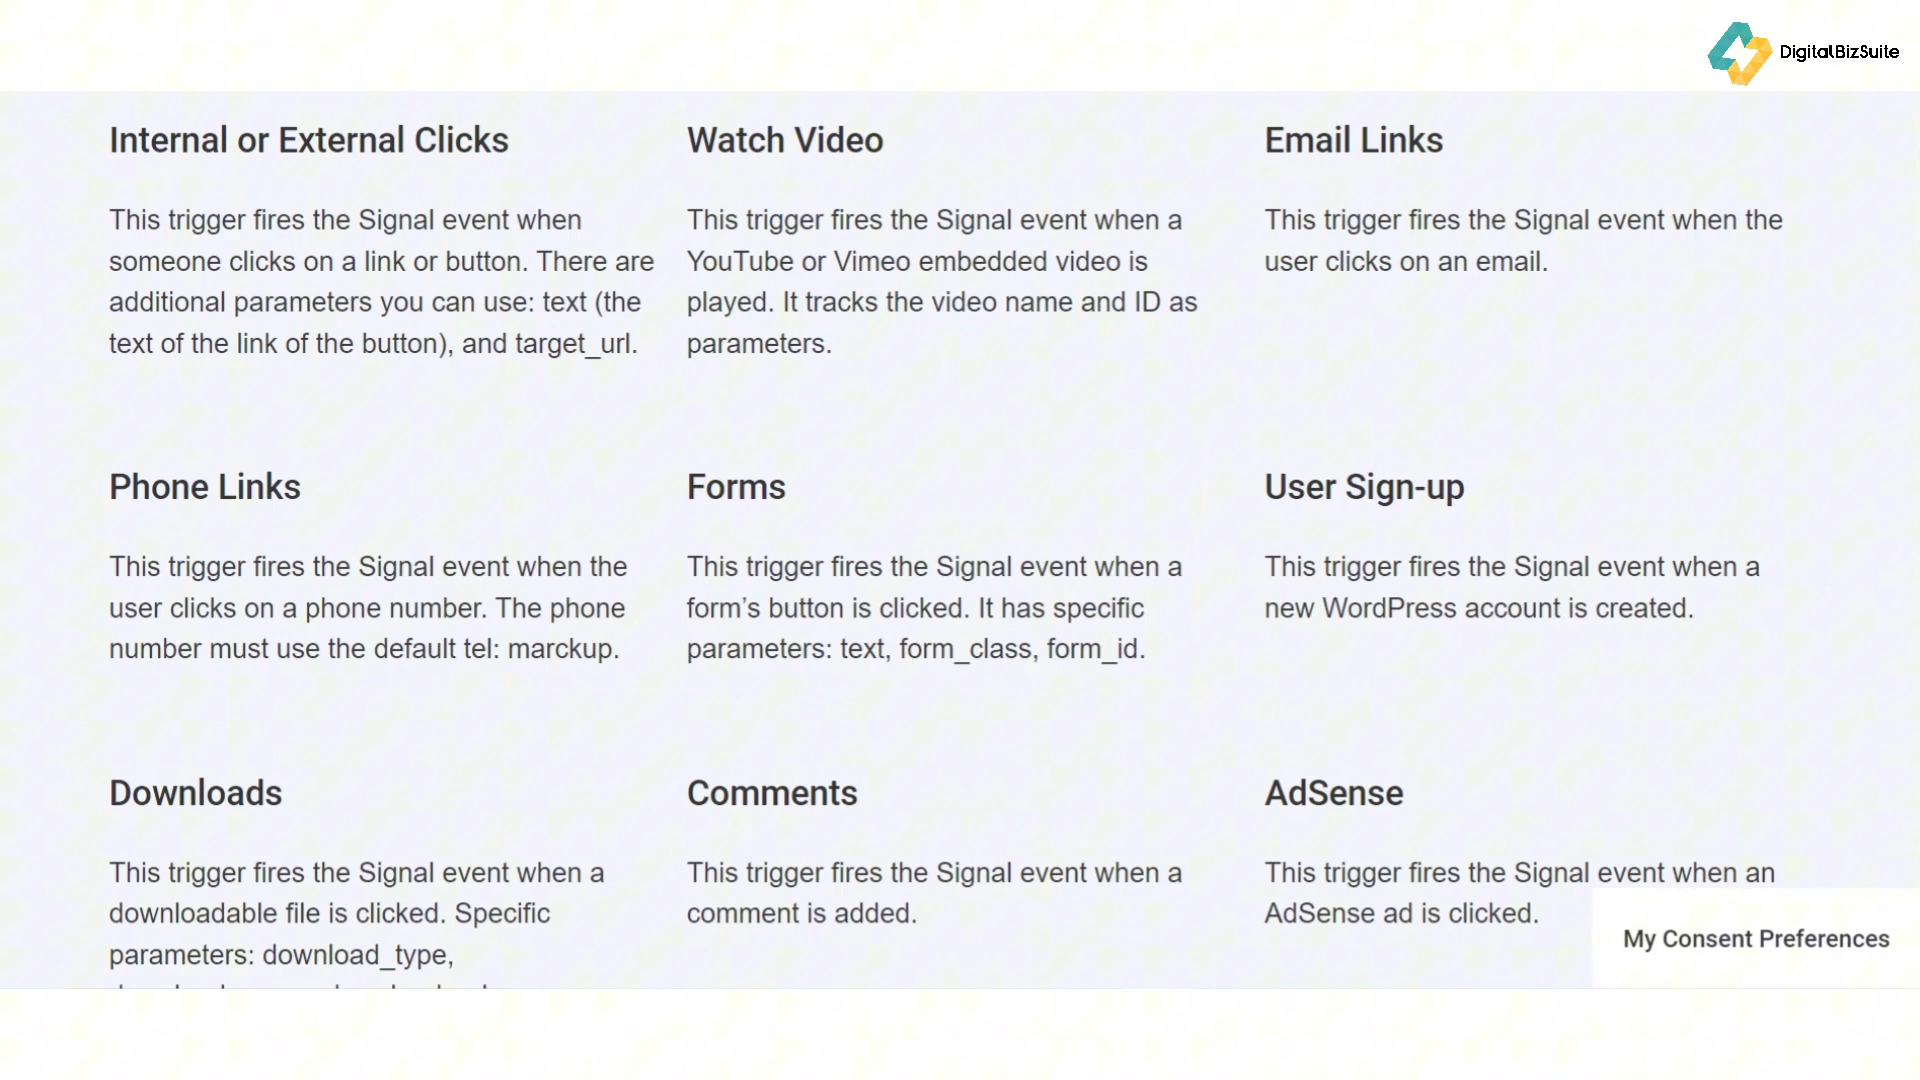 DigitalBizSuite
Internal or External Clicks
This trigger fires the Signal event when
someone clicks on a link or button. There are
additional parameters you can use: text (the
text of the link of the button), and target_url.
Watch Video
This trigger fires the Signal event when a
YouTube or Vimeo embedded video is
played. It tracks the video name and ID as
parameters.
Email Links
This trigger fires the Signal event when the
user clicks on an email.
Phone Links
This trigger fires the Signal event when the
user clicks on a phone number. The phone
number must use the default tel: marckup.
Forms
This trigger fires the Signal event when a
form’s button is clicked. It has specific
parameters: text, form_class, form_id.
User Sign-up
This trigger fires the Signal event when a
new WordPress account is created.
Downloads
This trigger fires the Signal event when a
downloadable file is clicked. Specific
parameters: download_type,
Comments
This trigger fires the Signal event when a
comment is added.
AdSense
This trigger fires the Signal event when an
AdSense ad is clicked.
My Consent Preferences